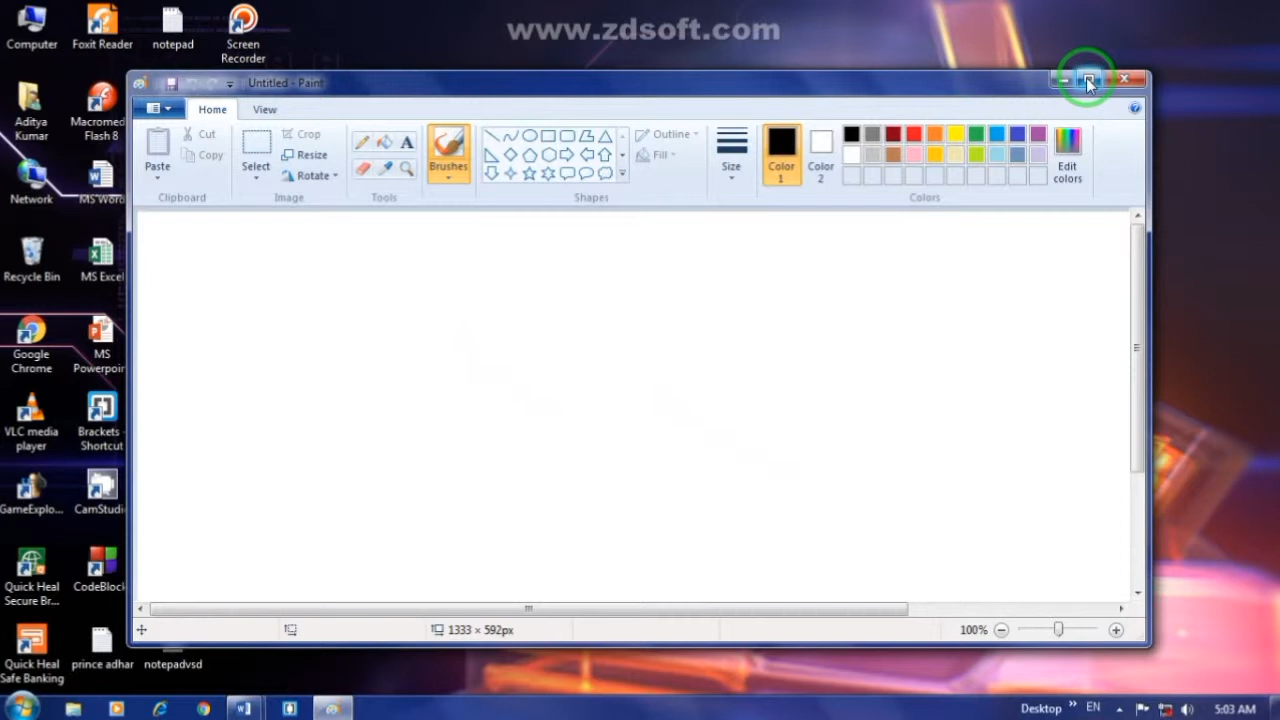 www.zdsoft.com
Computer
Foxit Reader
notepad
Screen
Recorder
Aditya
Kumar
Macromed
Flash 8
Network
MS Word
Recycle Bin
MS Excel
Google
Chrome
MS
Powerpoin
VLC media
player
Brackets -
Shortcut
GameExplo...
CamStudi
Quick Heal
Secure Br...
CodeBlock
Quick Heal
Safe Banking
prince adhar
notepadvsd
Untitled - Paint
Home
View
Paste
Cut
Copy
Clipboard
Select
Crop
Resize
Rotate
Image
A
Tools
Brushes
Shapes
Outline
Fill
Size
Color
1
Color
2
Edit
colors
Colors
1333 × 592px
100%
Desktop
EN
5:03 AM